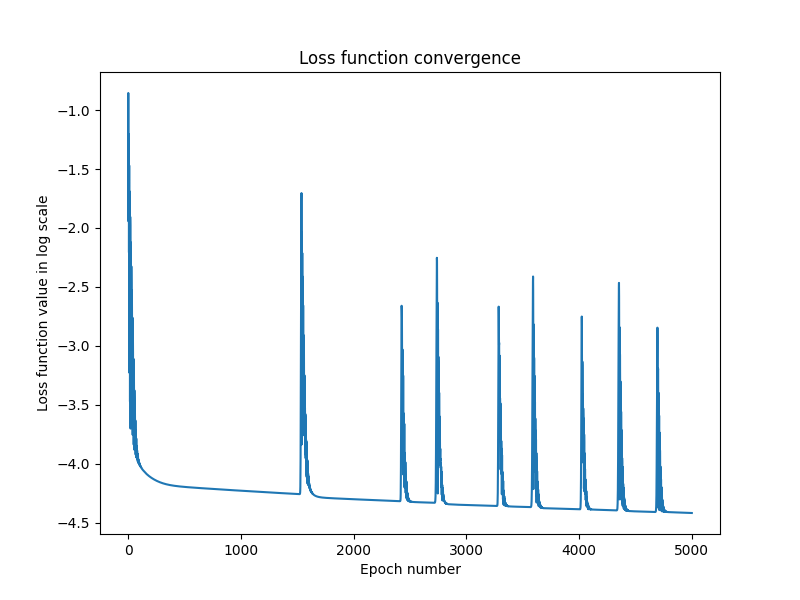 Loss function convergence
Loss function value in log scale
−1.0
−1.5
−2.0
−2.5
−3.0
−3.5
−4.0
−4.5
0 1000 2000 3000 4000 5000
Epoch number